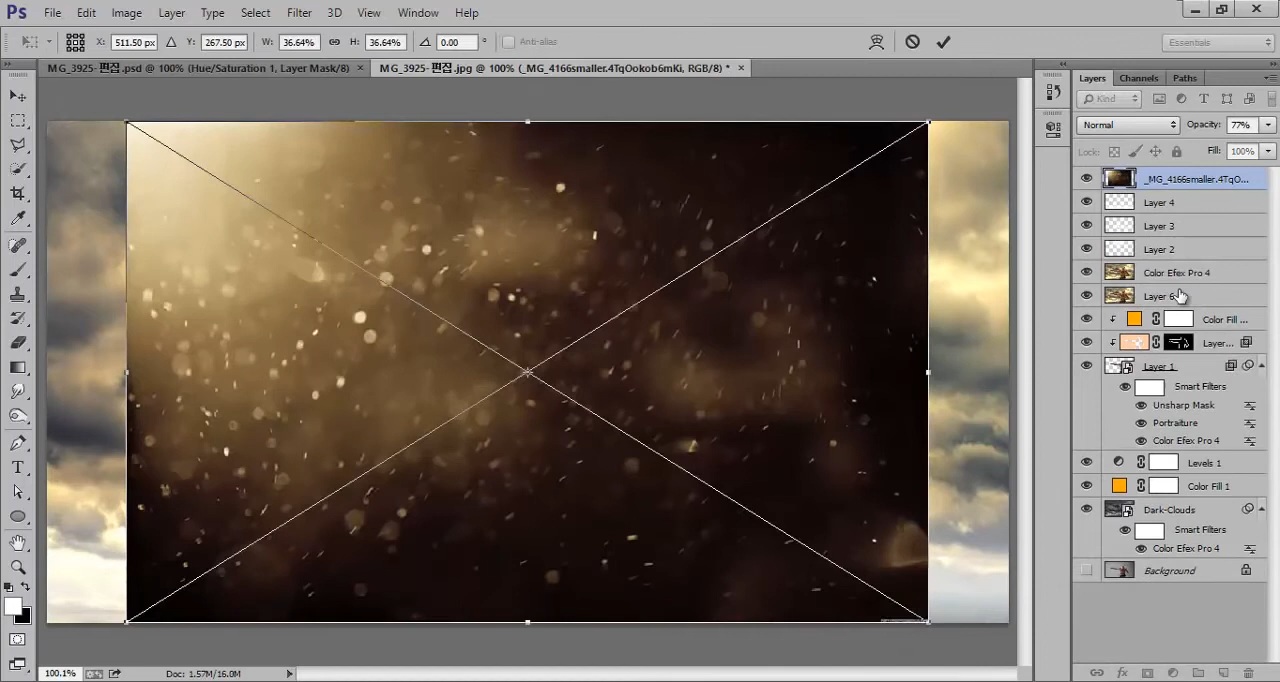 Ps File Edit Image Layer Type Select Filter 3D View Window Help
X: 511.50 px Y: 267.50 px W: 36.64% H: 36.64% 0.00 ° Anti-alias Essentials
MG_3925-편집.psd @ 100% (Hue/Saturation 1, Layer Mask/8) × MG_3925-편집.jpg @ 100% (_MG_4166smaller.4TqOokob6mKi, RGB/8) * ×
Layers Channels Paths
Kind
Normal Opacity: 77%
Lock: Fill: 100%
_MG_4166smaller.4TqO...
Layer 4
Layer 3
Layer 2
Color Efex Pro 4
Layer 6
Color Fill ...
Layer...
Layer 1
Smart Filters
Unsharp Mask
Portraiture
Color Efex Pro 4
Levels 1
Color Fill 1
Dark-Clouds
Smart Filters
Color Efex Pro 4
Background
100.1% Doc: 1.57M/16.0M